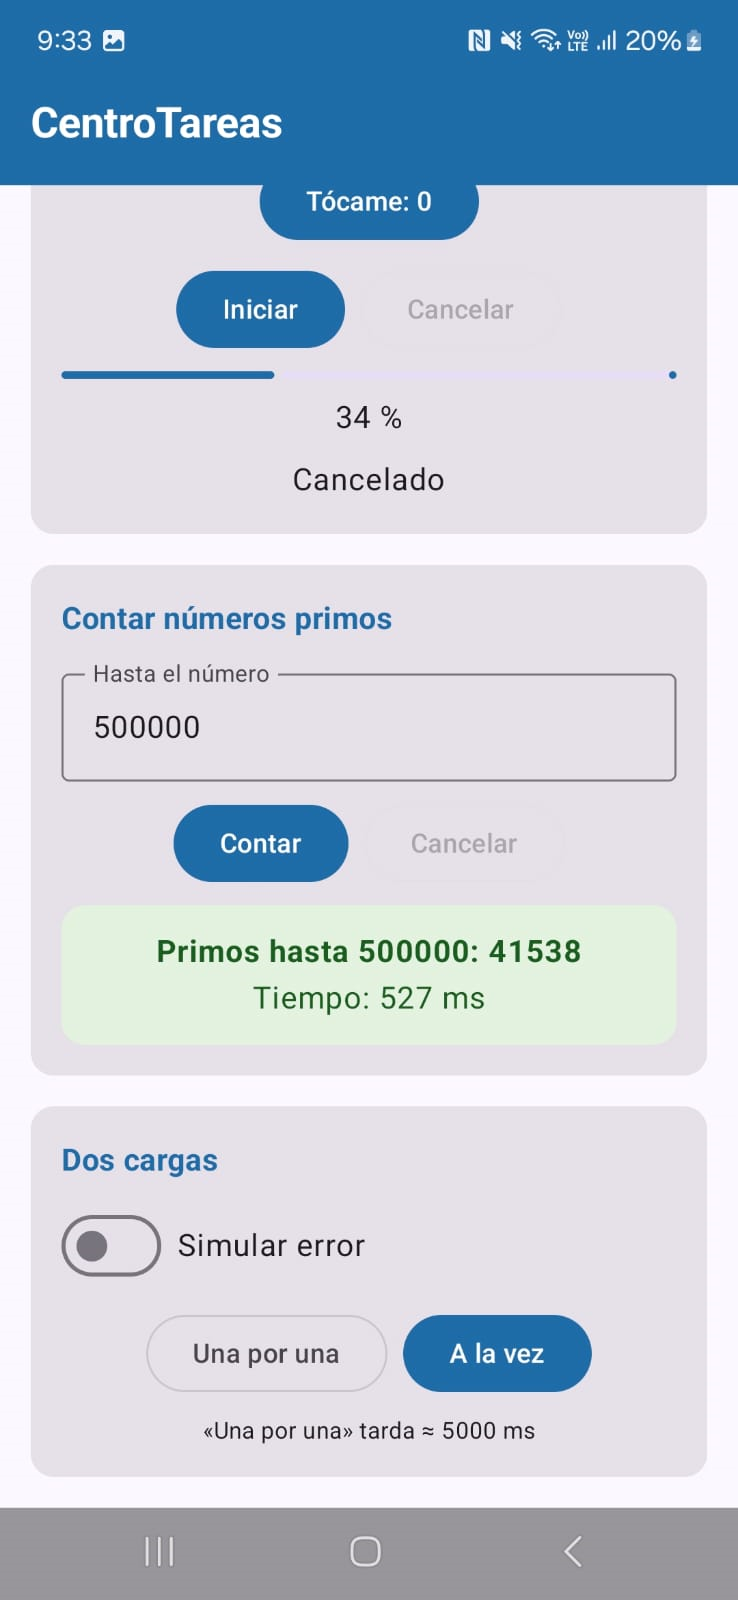 9:33 Vo)) LTE 20%
CentroTareas
Tócame: 0
Iniciar Cancelar
34 %
Cancelado
Contar números primos
Hasta el número
500000
Contar Cancelar
Primos hasta 500000: 41538
Tiempo: 527 ms
Dos cargas
Simular error
Una por una A la vez
«Una por una» tarda ≈ 5000 ms